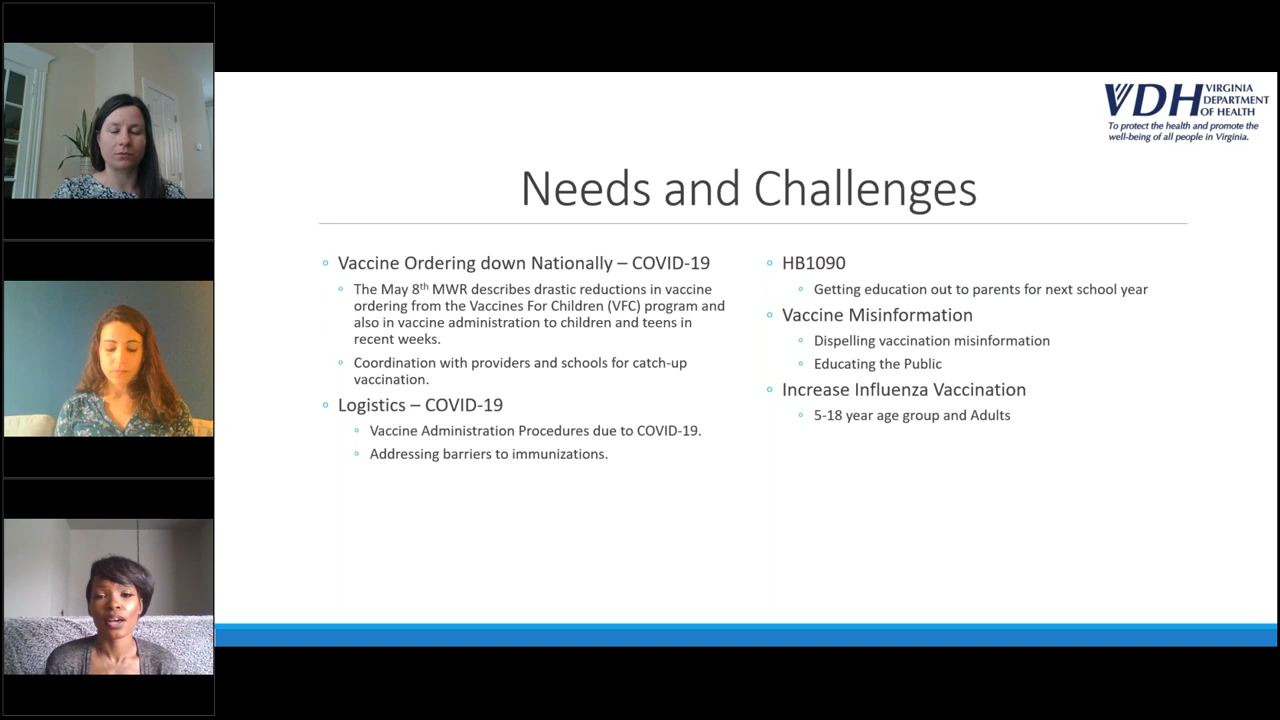 VDH VIRGINIA
DEPARTMENT
OF HEALTH
To protect the health and promote the
well-being of all people in Virginia.
Needs and Challenges
Vaccine Ordering down Nationally – COVID-19
The May 8th MWR describes drastic reductions in vaccine
ordering from the Vaccines For Children (VFC) program and
also in vaccine administration to children and teens in
recent weeks.
Coordination with providers and schools for catch-up
vaccination.
Logistics – COVID-19
Vaccine Administration Procedures due to COVID-19.
Addressing barriers to immunizations.
HB1090
Getting education out to parents for next school year
Vaccine Misinformation
Dispelling vaccination misinformation
Educating the Public
Increase Influenza Vaccination
5-18 year age group and Adults